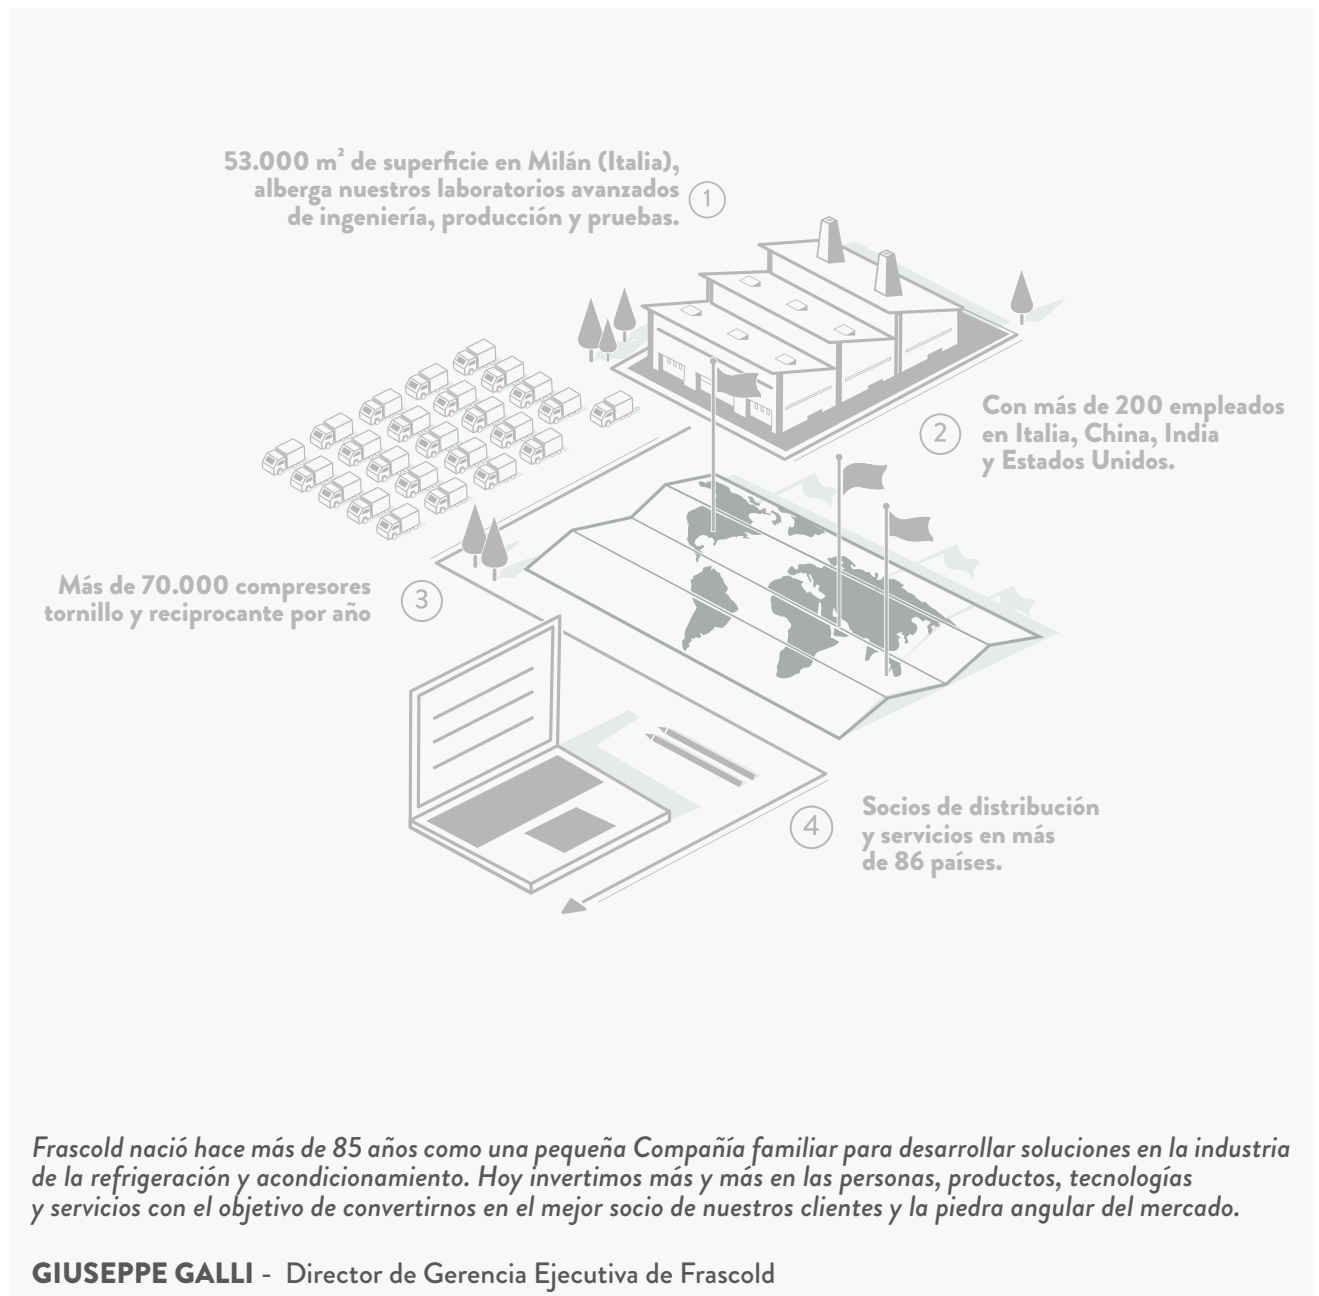 53.000 m² de superficie en Milán (Italia),
alberga nuestros laboratorios avanzados
de ingeniería, producción y pruebas.
1
Con más de 200 empleados
en Italia, China, India
y Estados Unidos.
2
Más de 70.000 compresores
tornillo y reciprocante por año
3
4
Socios de distribución
y servicios en más
de 86 países.
Frascold nació hace más de 85 años como una pequeña Compañía familiar para desarrollar soluciones en la industria
de la refrigeración y acondicionamiento. Hoy invertimos más y más en las personas, productos, tecnologías
y servicios con el objetivo de convertirnos en el mejor socio de nuestros clientes y la piedra angular del mercado.
GIUSEPPE GALLI - Director de Gerencia Ejecutiva de Frascold